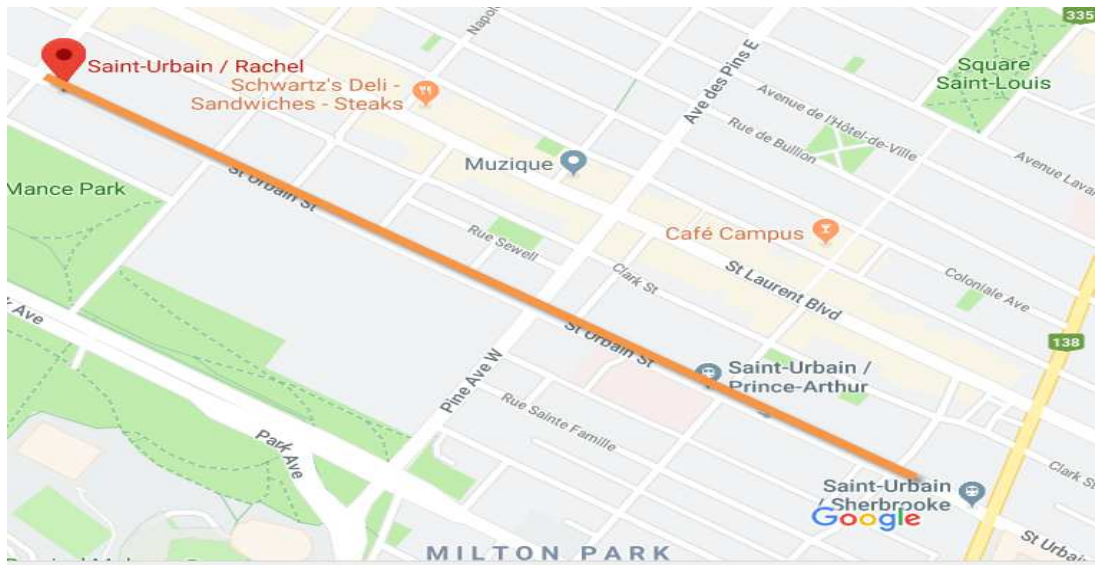 335
Napol
Saint-Urbain / Rachel
Schwartz's Deli -
Sandwiches - Steaks
Ave des Pins E
Square
Saint-Louis
Avenue de l'Hôtel-de-Ville
Rue de Bullion
Avenue Laval
Muzique
Mance Park
St Urbain St
Rue Sewell
Café Campus
Clark St
St Laurent Blvd
Coloniale Ave
k Ave
St Urbain St
138
Saint-Urbain /
Prince-Arthur
Pine Ave W
Rue Sainte Famille
Park Ave
Clark St
Saint-Urbain
/ Sherbrooke
Google
St Urbai
MILTON PARK